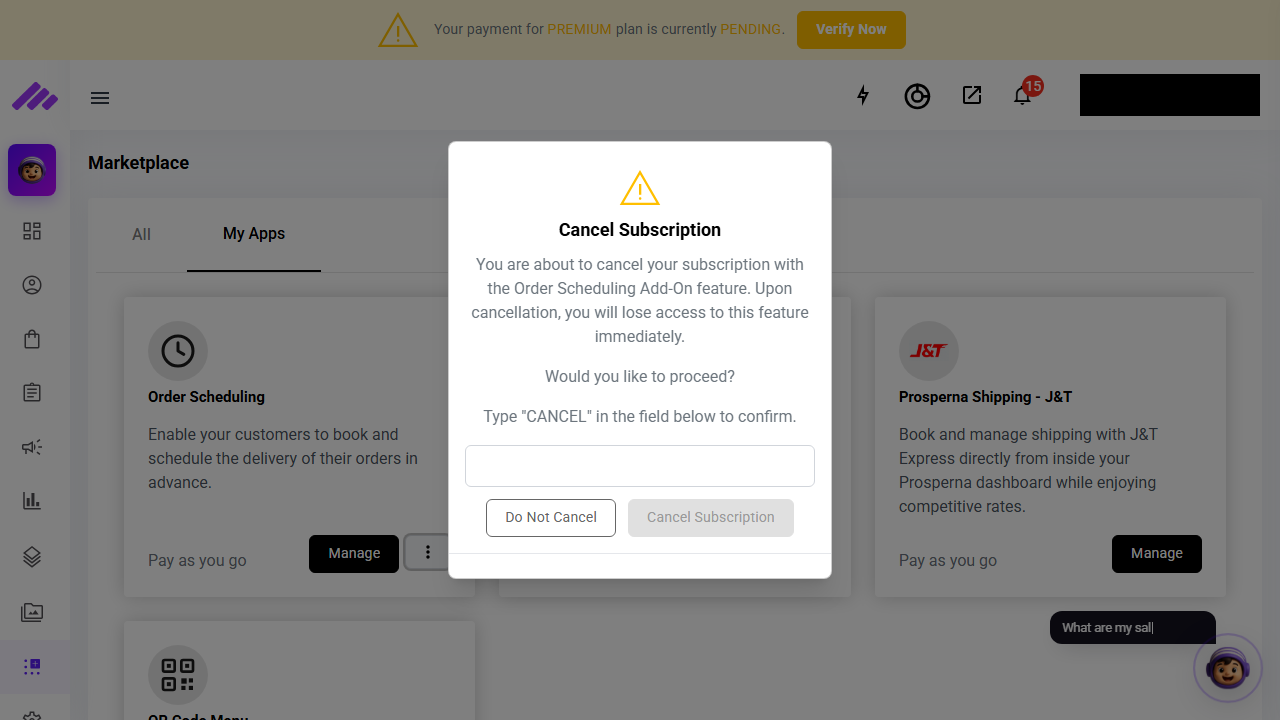 Your payment for PREMIUM plan is currently PENDING.
Verify Now
15
Marketplace
All
My Apps
Cancel Subscription
You are about to cancel your subscription with
the Order Scheduling Add-On feature. Upon
cancellation, you will lose access to this feature
immediately.
Would you like to proceed?
Type "CANCEL" in the field below to confirm.
Do Not Cancel
Cancel Subscription
Order Scheduling
Enable your customers to book and
schedule the delivery of their orders in
advance.
Pay as you go
Manage
J&T
Prosperna Shipping - J&T
Book and manage shipping with J&T
Express directly from inside your
Prosperna dashboard while enjoying
competitive rates.
Pay as you go
Manage
What are my sal
QR Code Menu